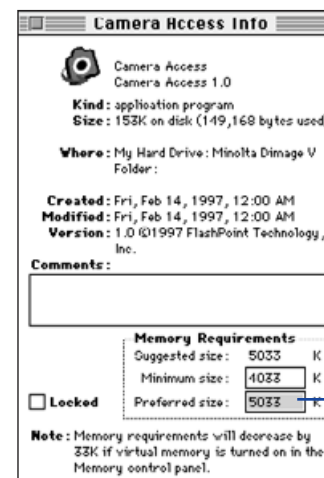 Camera Access Info
Camera Access
Camera Access 1.0
Kind: application program
Size: 153K on disk (149,168 bytes used
Where: My Hard Drive: Minolta Dimage V
Folder:
Created: Fri, Feb 14, 1997, 12:00 AM
Modified: Fri, Feb 14, 1997, 12:00 AM
Version: 1.0 ©1997 FlashPoint Technology,
Inc.
Comments:
Memory Requirements
Suggested size: 5033 K
Minimum size: 4033 K
Locked Preferred size: 5033 K
Note: Memory requirements will decrease by
33K if virtual memory is turned on in the
Memory control panel.